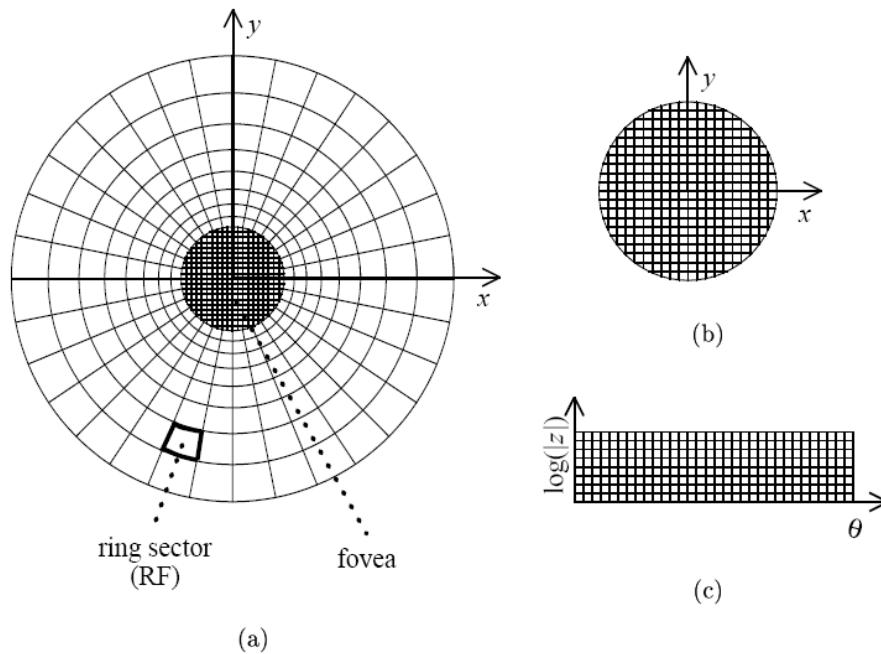 y
x
ring sector
(RF)
fovea
(a)
y
x
(b)
log(|z|)
θ
(c)